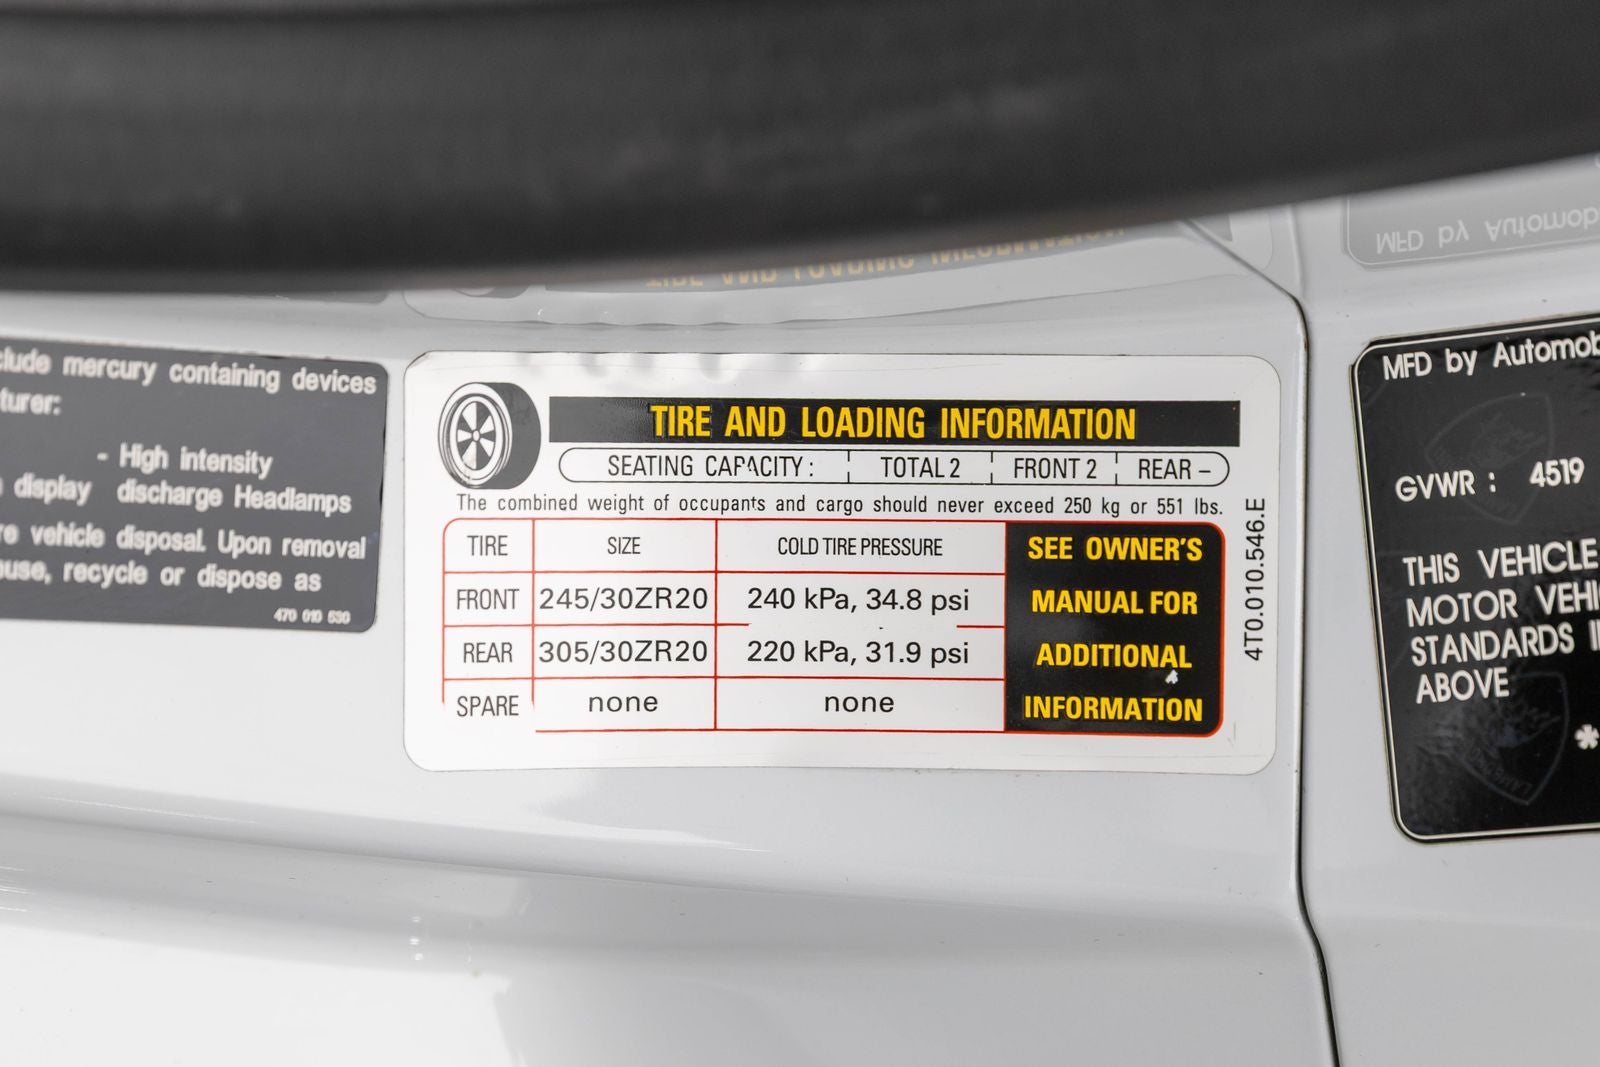 clude mercury containing devices
turer:
- High intensity
display discharge Headlamps
re vehicle disposal. Upon removal
use, recycle or dispose as
470 010 530
TIRE AND LOADING INFORMATION
SEATING CAPACITY: TOTAL 2 FRONT 2 REAR –
The combined weight of occupants and cargo should never exceed 250 kg or 551 lbs.
TIRE SIZE COLD TIRE PRESSURE
FRONT 245/30ZR20 240 kPa, 34.8 psi
REAR 305/30ZR20 220 kPa, 31.9 psi
SPARE none none
SEE OWNER'S
MANUAL FOR
ADDITIONAL
INFORMATION
4T0.010.546.E
MFD by Automob
GVWR : 4519
THIS VEHICLE
MOTOR VEHI
STANDARDS
ABOVE
*